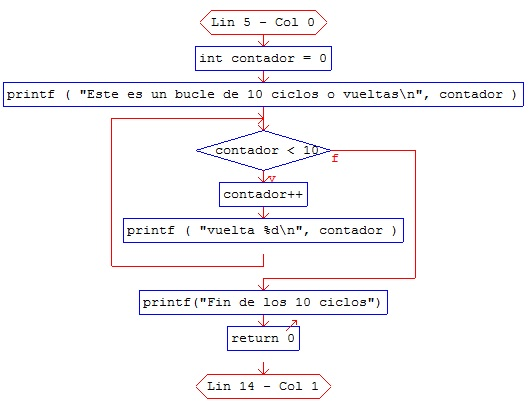 Lin 5 - Col 0
int contador = 0
printf ( "Este es un bucle de 10 ciclos o vueltas\n", contador )
contador < 10
f
v
contador++
printf ( "vuelta %d\n", contador )
printf("Fin de los 10 ciclos")
return 0
Lin 14 - Col 1